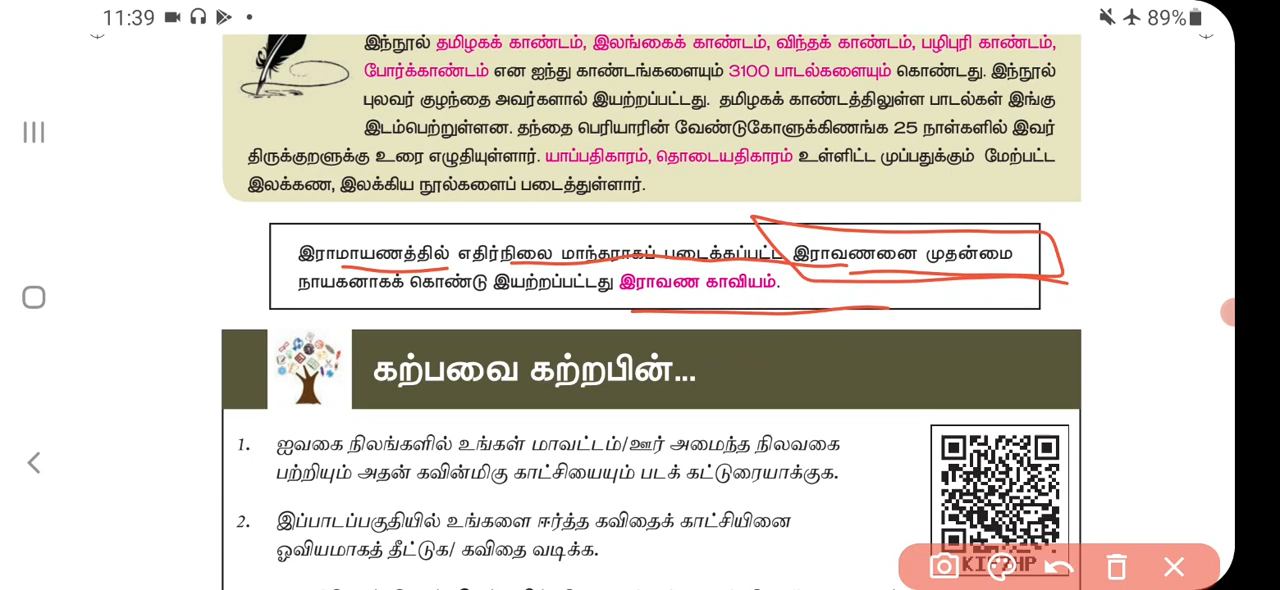 11:39
89%
இந்நூல் தமிழகக் காண்டம், இலங்கைக் காண்டம், விந்தக் காண்டம், பழிபுரி காண்டம்,
போர்க்காண்டம் என ஐந்து காண்டங்களையும் 3100 பாடல்களையும் கொண்டது. இந்நூல்
புலவர் குழந்தை அவர்களால் இயற்றப்பட்டது. தமிழகக் காண்டத்திலுள்ள பாடல்கள் இங்கு
இடம்பெற்றுள்ளன. தந்தை பெரியாரின் வேண்டுகோளுக்கிணங்க 25 நாள்களில் இவர்
திருக்குறளுக்கு உரை எழுதியுள்ளார். யாப்பதிகாரம், தொடையதிகாரம் உள்ளிட்ட முப்பதுக்கும் மேற்பட்ட
இலக்கண, இலக்கிய நூல்களைப் படைத்துள்ளார்.
இராமாயணத்தில் எதிர்நிலை மாந்தராகப் படைக்கப்பட்ட இராவணனை முதன்மை
நாயகனாகக் கொண்டு இயற்றப்பட்டது இராவண காவியம்.
கற்பவை கற்றபின்...
1. ஐவகை நிலங்களில் உங்கள் மாவட்டம்/ஊர் அமைந்த நிலவகை
பற்றியும் அதன் கவின்மிகு காட்சியையும் படக் கட்டுரையாக்குக.
2. இப்பாடப்பகுதியில் உங்களை ஈர்த்த கவிதைக் காட்சியினை
ஓவியமாகத் தீட்டுக/ கவிதை வடிக்க.